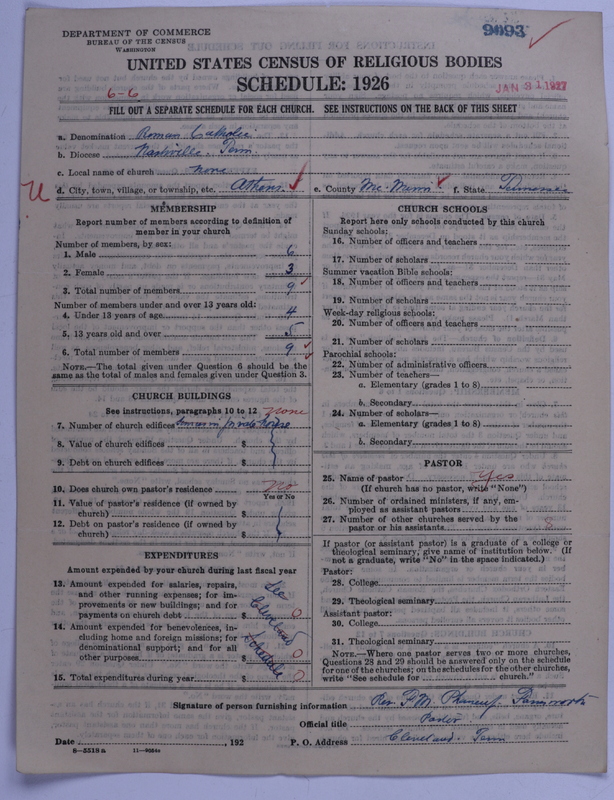 DEPARTMENT OF COMMERCE
BUREAU OF THE CENSUS
WASHINGTON
9093
UNITED STATES CENSUS OF RELIGIOUS BODIES
SCHEDULE: 1926
6-6
JAN 31 1927
FILL OUT A SEPARATE SCHEDULE FOR EACH CHURCH. SEE INSTRUCTIONS ON THE BACK OF THIS SHEET
a. Denomination Roman Catholic
b. Diocese Nashville, Tenn.
c. Local name of church none
d. City, town, village, or township, etc. Athens. e. County Mc-Minn f. State Tennessee
U
MEMBERSHIP
Report number of members according to definition of
member in your church
Number of members, by sex:
1. Male 6
2. Female 3
3. Total number of members 9
Number of members under and over 13 years old:
4. Under 13 years of age 4
5. 13 years old and over 5
6. Total number of members 9
NOTE.—The total given under Question 6 should be the
same as the total of males and females given under Question 3.
CHURCH BUILDINGS
See instructions, paragraphs 10 to 12 none
7. Number of church edifices in private house
8. Value of church edifices $
9. Debt on church edifices $
10. Does church own pastor's residence no
Yes or No
11. Value of pastor's residence (if owned by
church) $
12. Debt on pastor's residence (if owned by
church) $
EXPENDITURES
Amount expended by your church during last fiscal year
13. Amount expended for salaries, repairs,
and other running expenses; for im-
provements or new buildings; and for
payments on church debt $ 0
14. Amount expended for benevolences, in-
cluding home and foreign missions; for
denominational support; and for all
other purposes $ 0
15. Total expenditures during year $ 0
See
Cleveland
Schedule
CHURCH SCHOOLS
Report here only schools conducted by this church
Sunday schools:
16. Number of officers and teachers
17. Number of scholars
Summer vacation Bible schools:
18. Number of officers and teachers
19. Number of scholars
Week-day religious schools:
20. Number of officers and teachers
21. Number of scholars
Parochial schools:
22. Number of administrative officers
23. Number of teachers—
a. Elementary (grades 1 to 8)
b. Secondary
24. Number of scholars—
a. Elementary (grades 1 to 8)
b. Secondary
PASTOR
25. Name of pastor Yes
(If church has no pastor, write "None")
26. Number of ordained ministers, if any, em-
ployed as assistant pastors
27. Number of other churches served by the
pastor or his assistants 8
If pastor (or assistant pastor) is a graduate of a college or
theological seminary, give name of institution below. (If
not a graduate, write "No" in the space indicated.)
Pastor:
28. College
29. Theological seminary
Assistant pastor:
30. College
31. Theological seminary
NOTE.—Where one pastor serves two or more churches,
Questions 28 and 29 should be answered only on the schedule
for one of the churches; on the schedules for the other churches,
write "See schedule for church."
Signature of person furnishing information Rev. F. M. Phaneuf
Official title Pastor
Date , 192 P. O. Address Cleveland. Tenn
8-5518a